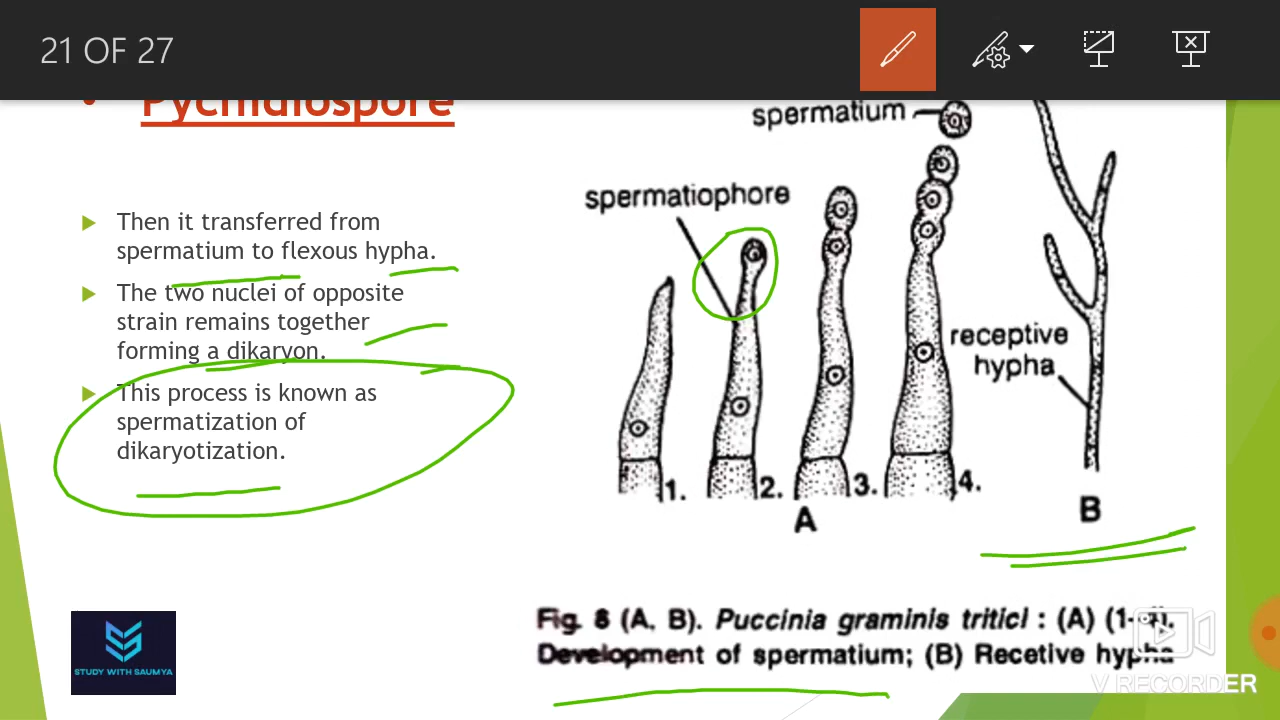 21 OF 27
• Pycnidiospore
Then it transferred from
spermatium to flexous hypha.
The two nuclei of opposite
strain remains together
forming a dikaryon.
This process is known as
spermatization of
dikaryotization.
STUDY WITH SAUMYA
spermatium
spermatiophore
receptive
hypha
1.
2.
3.
4.
A
B
Fig. 8 (A, B). Puccinia graminis tritici : (A) (1-4).
Development of spermatium; (B) Recetive hypha
V RECORDER